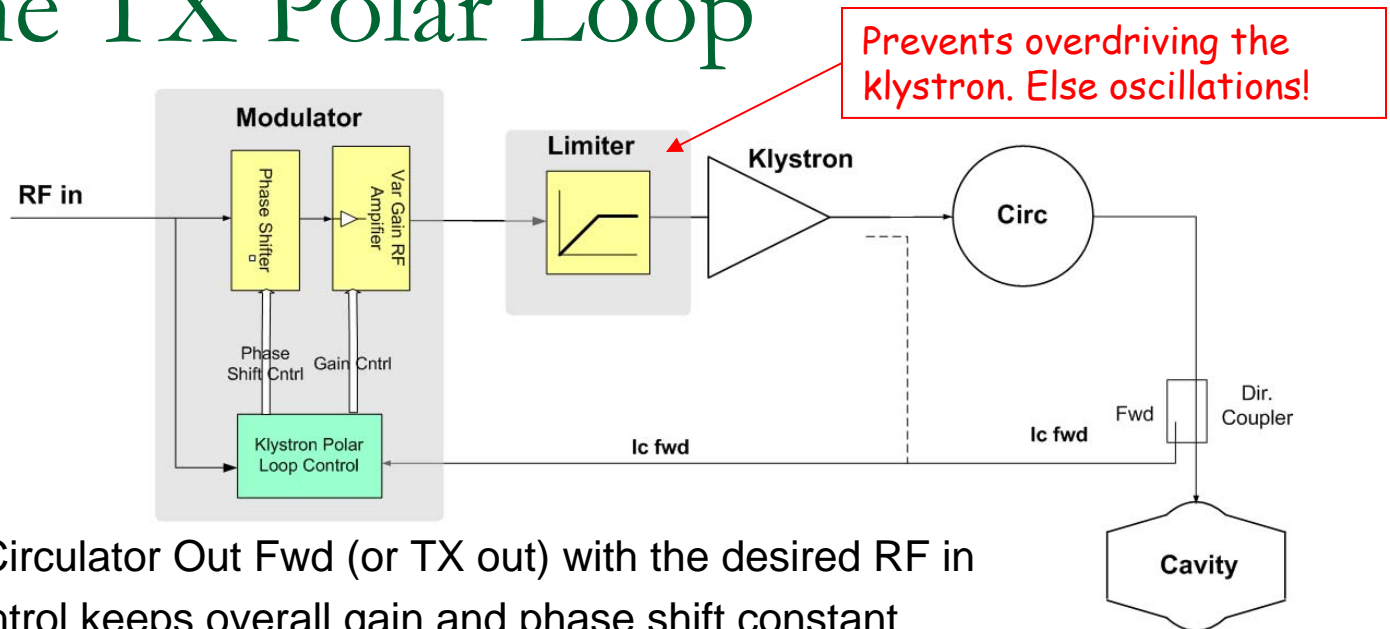 ne TX Polar Loop
Prevents overdriving the
klystron. Else oscillations!
Modulator
Limiter
Klystron
RF in
Phase Shifter
Var Gain RF
Ampifier
Circ
Phase
Shift Cntrl
Gain Cntrl
Klystron Polar
Loop Control
Ic fwd
Ic fwd
Fwd
Dir.
Coupler
Cavity
Circulator Out Fwd (or TX out) with the desired RF in
ntrol keeps overall gain and phase shift constant